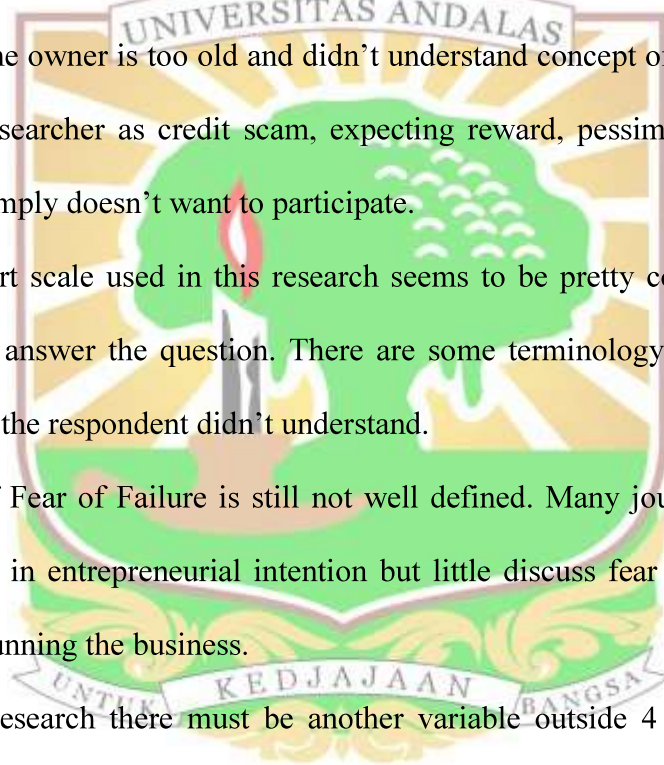 UNIVERSITAS ANDALAS
ne owner is too old and didn’t understand concept o
searcher as credit scam, expecting reward, pessim
mply doesn’t want to participate.
rt scale used in this research seems to be pretty c
answer the question. There are some terminology
the respondent didn’t understand.
Fear of Failure is still not well defined. Many jou
in entrepreneurial intention but little discuss fear
unning the business.
UNTUK KEDJAJAAN BANGSA
esearch there must be another variable outside 4